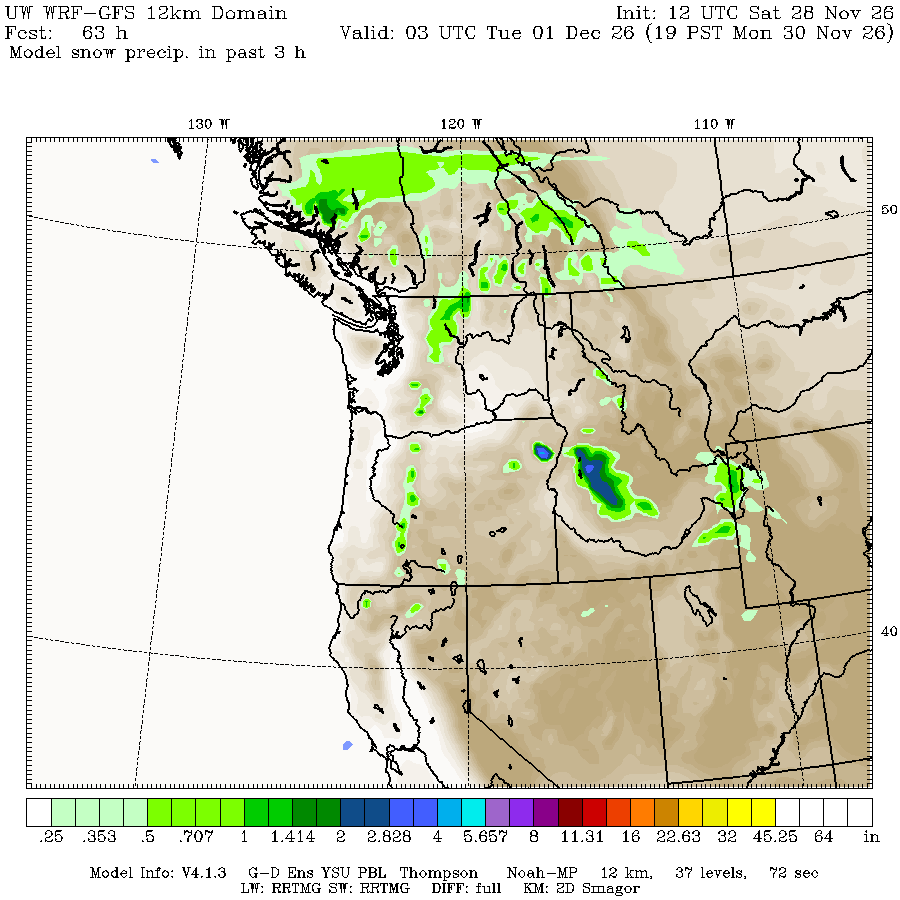 UW WRF-GFS 12km Domain Init: 12 UTC Sat 28 Nov 26
Fcst: 63 h Valid: 03 UTC Tue 01 Dec 26 (19 PST Mon 30 Nov 26)
Model snow precip. in past 3 h
130 W 120 W 110 W
50
40
.25 .353 .5 .707 1 1.414 2 2.828 4 5.657 8 11.31 16 22.63 32 45.25 64 in
Model Info: V4.1.3 G-D Ens YSU PBL Thompson Noah-MP 12 km, 37 levels, 72 sec
LW: RRTMG SW: RRTMG DIFF: full KM: 2D Smagor